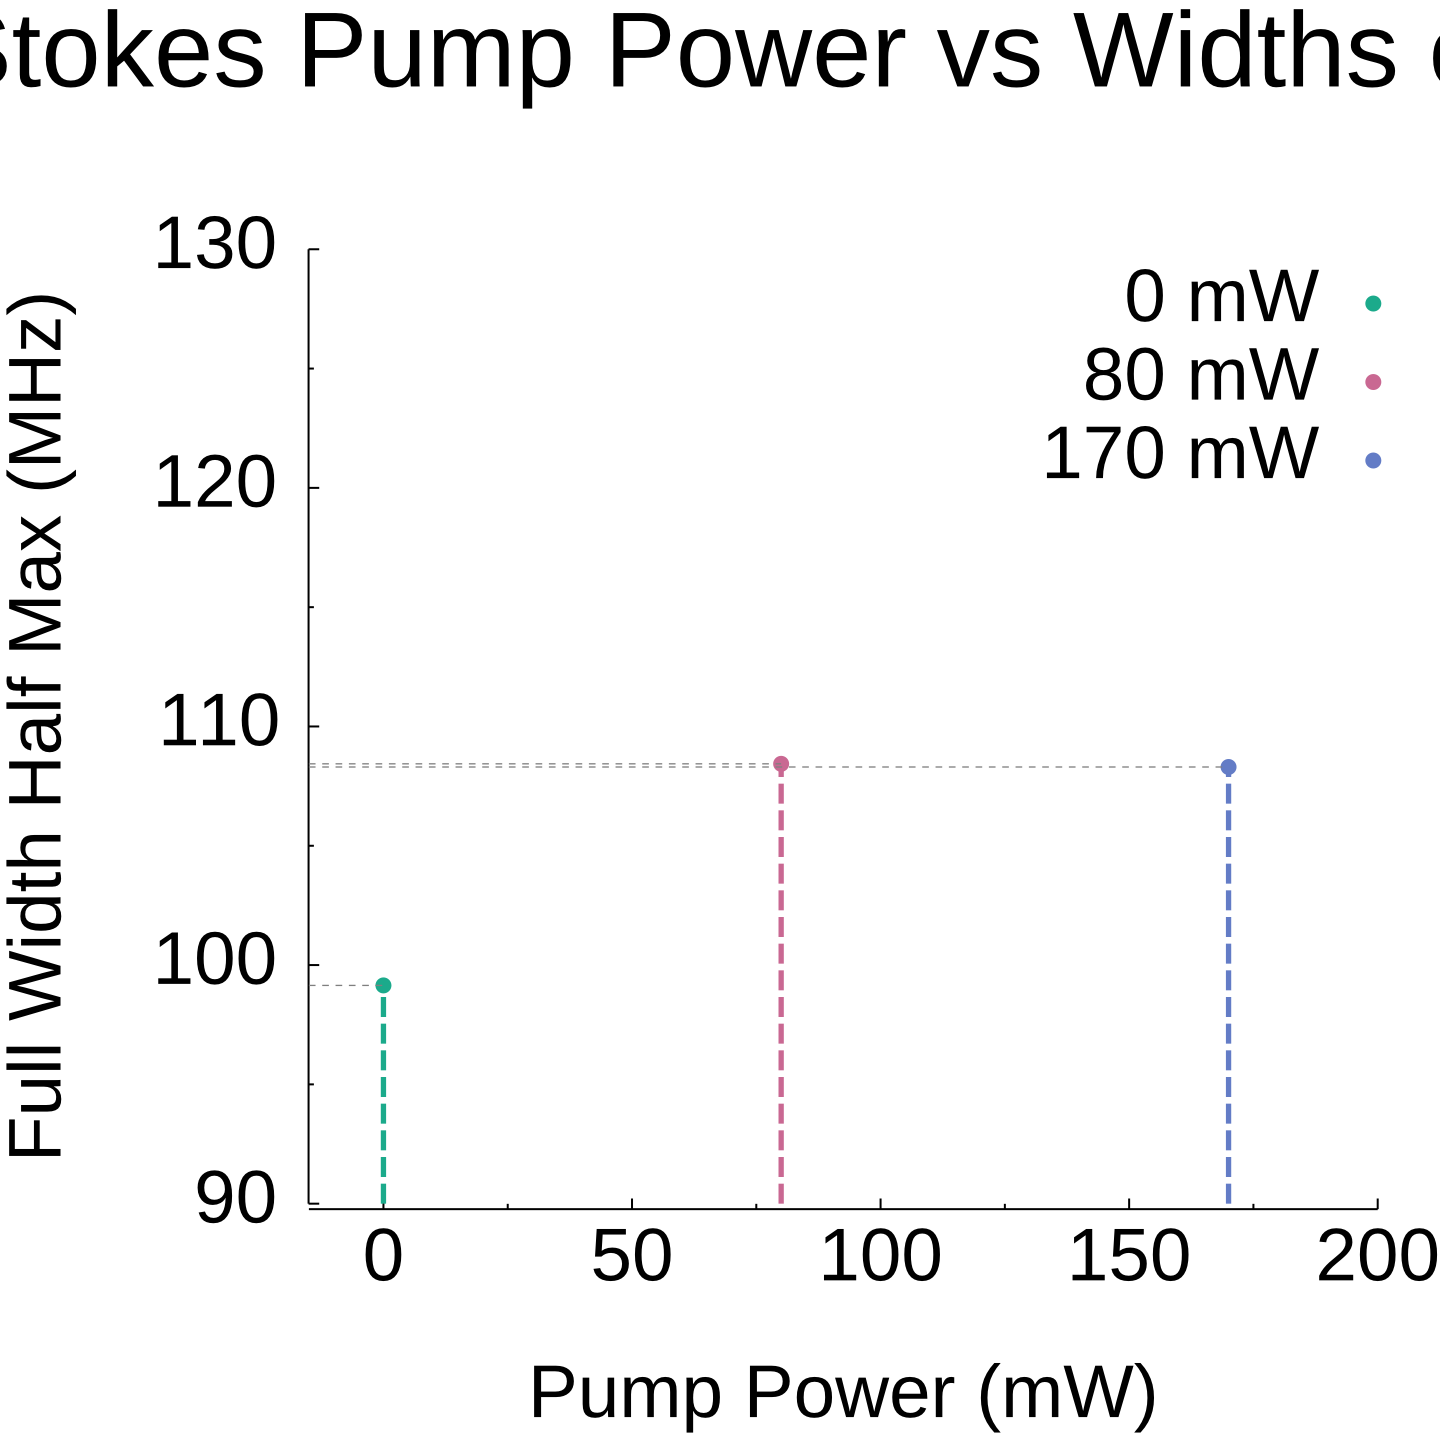 Stokes Pump Power vs Widths
Full Width Half Max (MHz)
130
120
110
100
90
0 mW
80 mW
170 mW
0 50 100 150 200
Pump Power (mW)